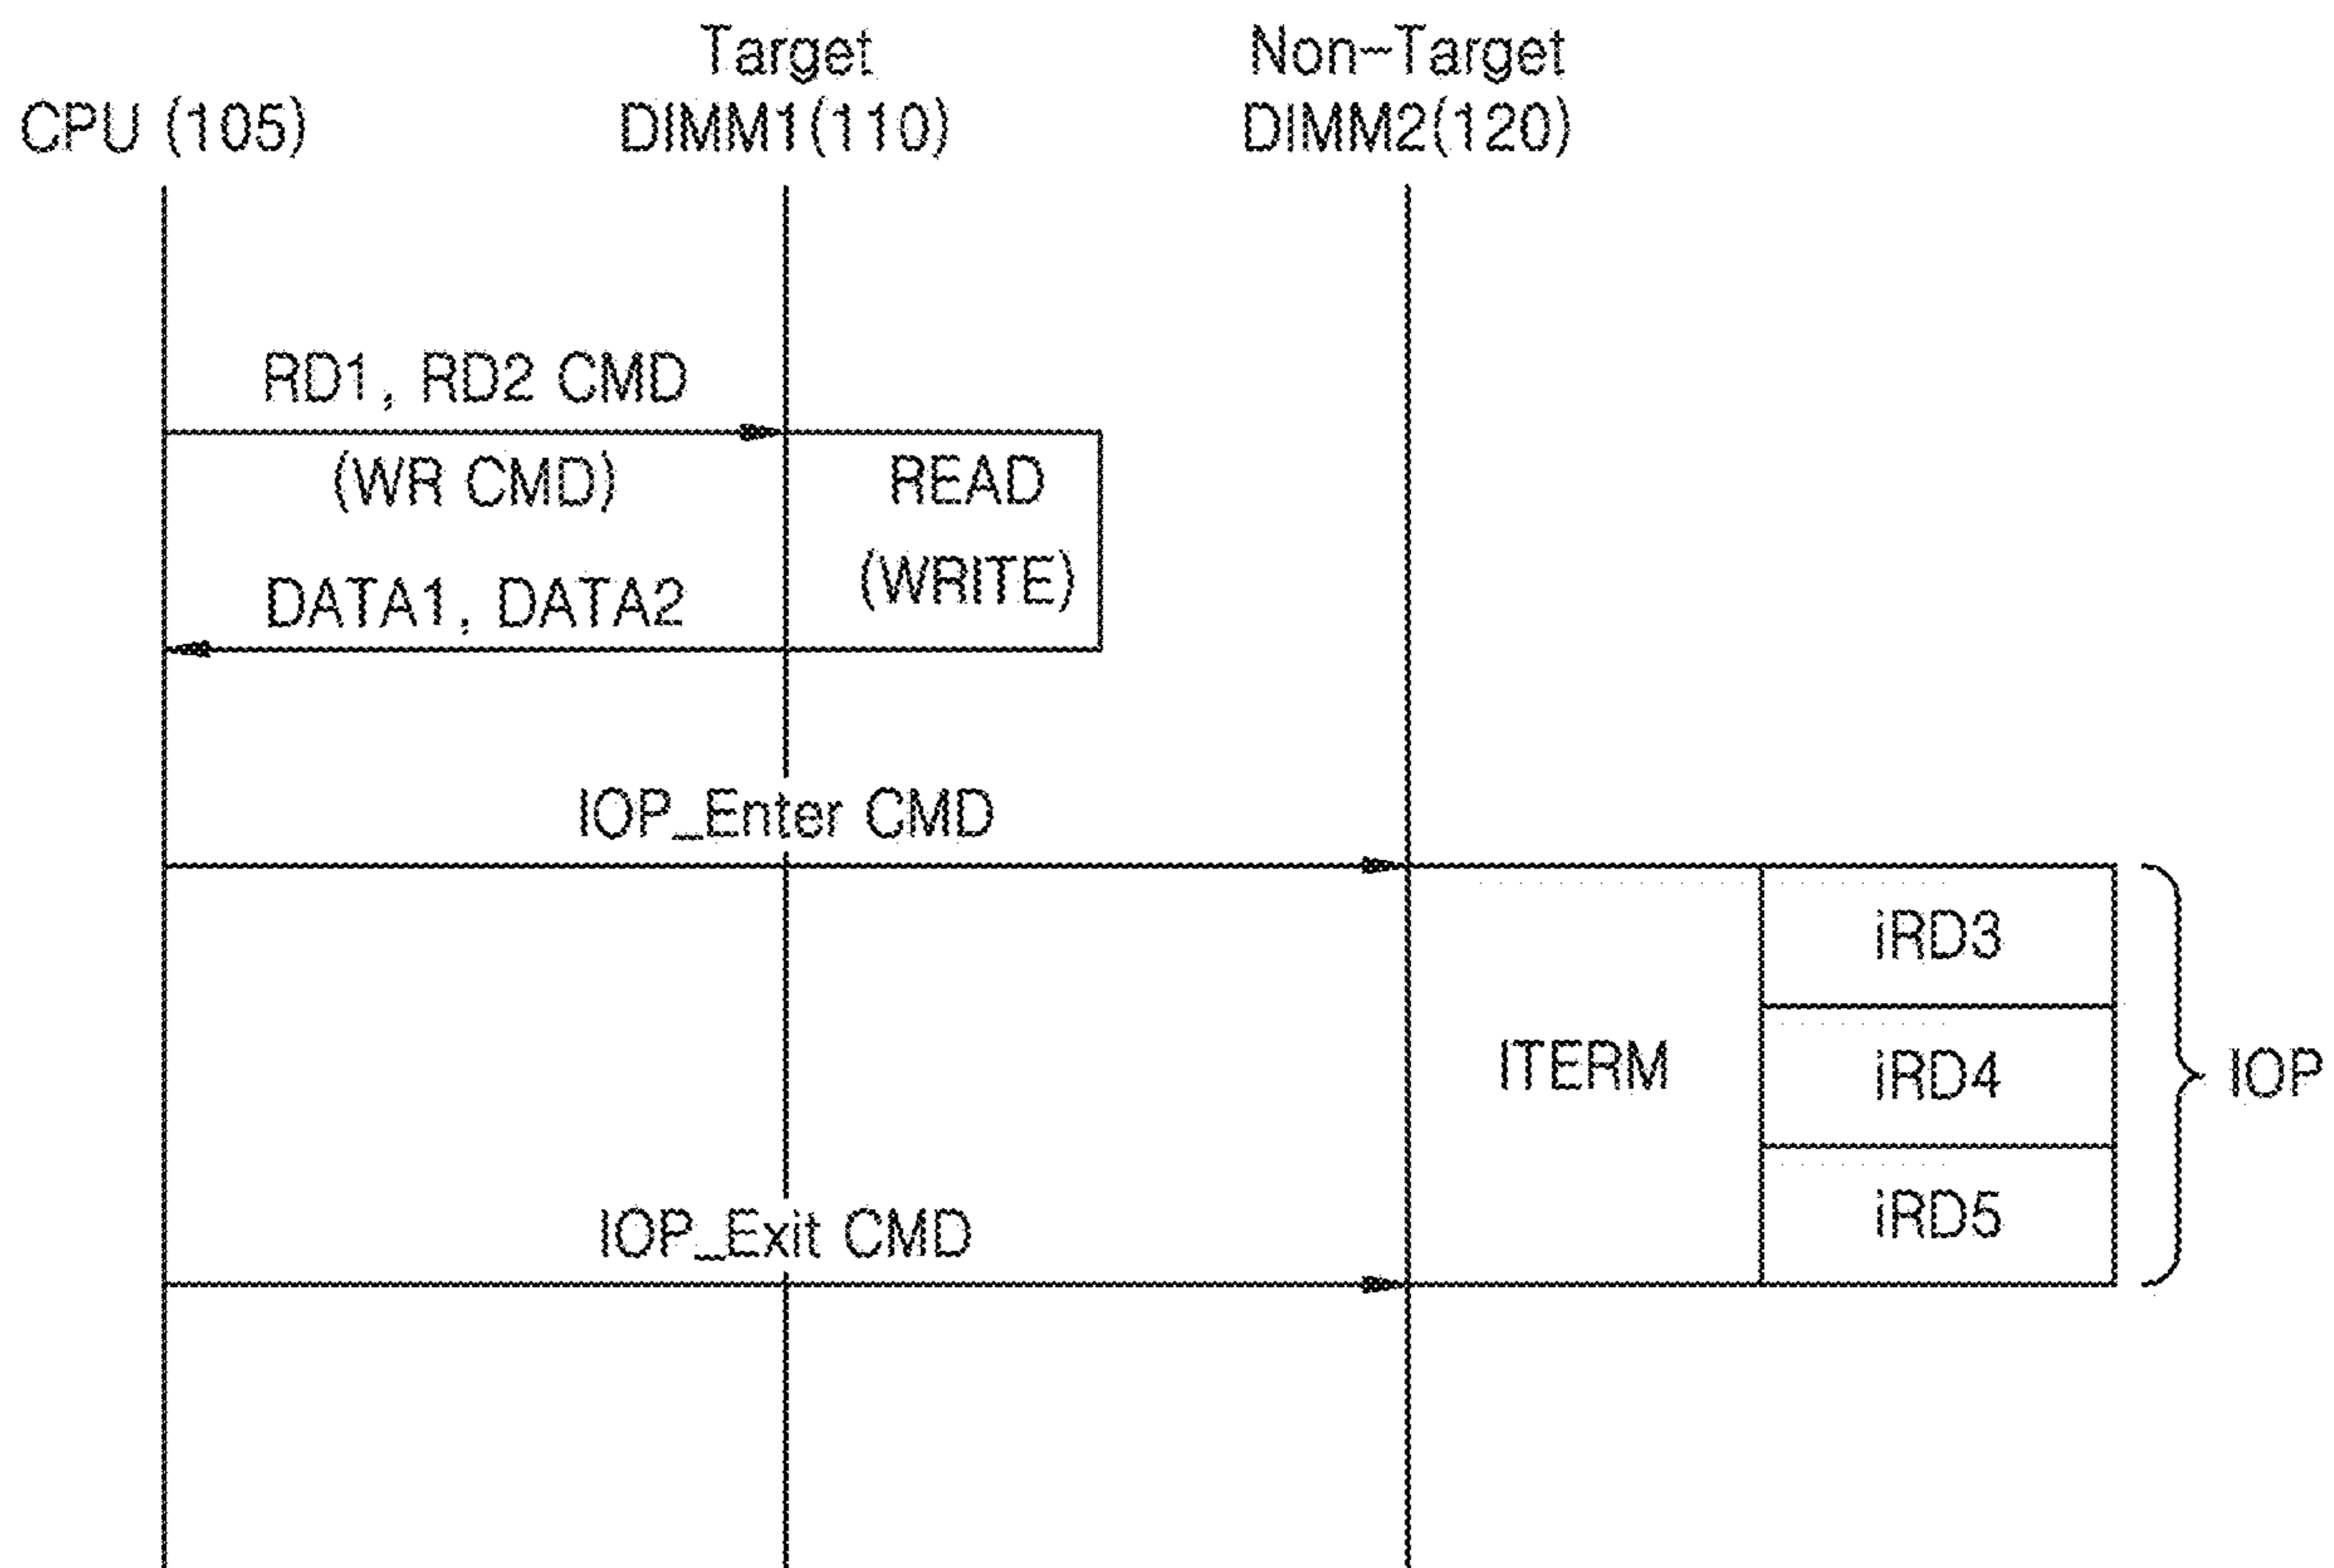 Target
Non-Target
CPU (105)
DIMM1(110)
DIMM2(120)
RD1, RD2 CMD
(WR CMD)
READ
(WRITE)
DATA1, DATA2
IOP_Enter CMD
iRD3
ITERM
iRD4
IOP
iRD5
IOP_Exit CMD